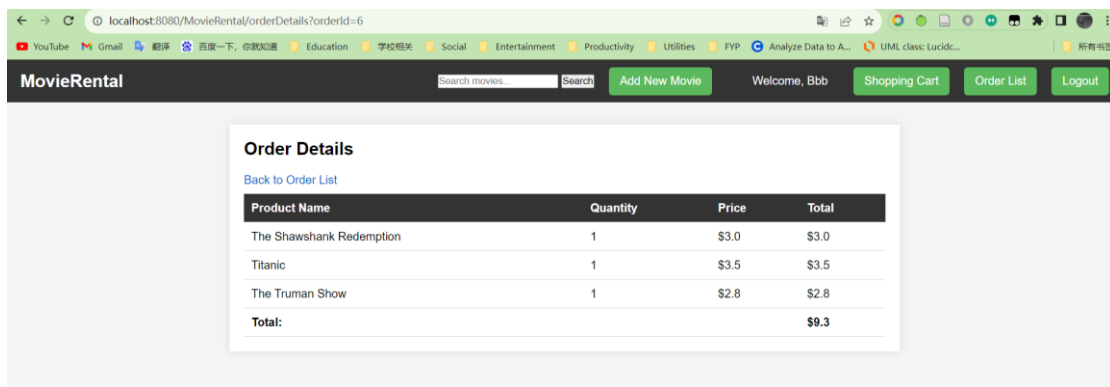 localhost:8080/MovieRental/orderDetails?orderId=6
YouTube Gmail 翻译 百度一下，你就知道 Education 学校相关 Social Entertainment Productivity Utilities FYP Analyze Data to A... UML class: Lucidc... 所有书签
MovieRental Search movies... Search Add New Movie Welcome, Bbb Shopping Cart Order List Logout
Order Details
Back to Order List
Product Name Quantity Price Total
The Shawshank Redemption 1 $3.0 $3.0
Titanic 1 $3.5 $3.5
The Truman Show 1 $2.8 $2.8
Total: $9.3